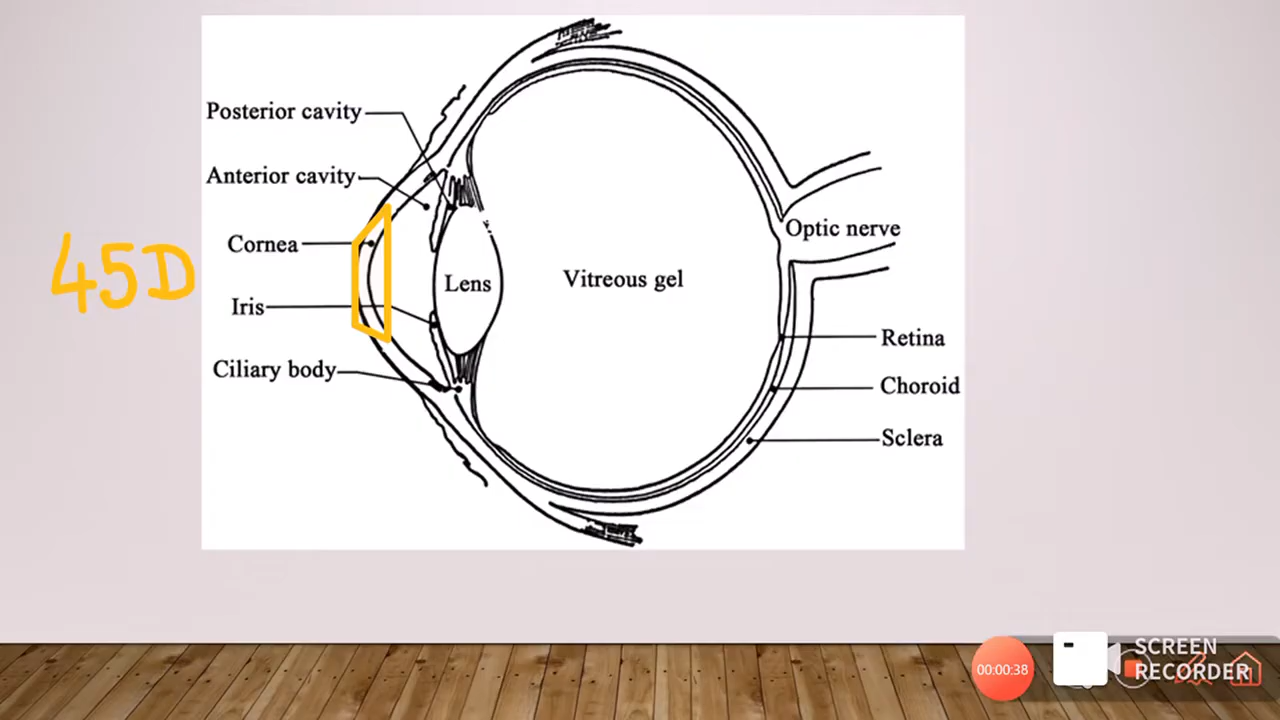 Posterior cavity
Anterior cavity
Cornea
45D
Iris
Ciliary body
Lens
Vitreous gel
Optic nerve
Retina
Choroid
Sclera
00:00:38
SCREEN
RECORDER